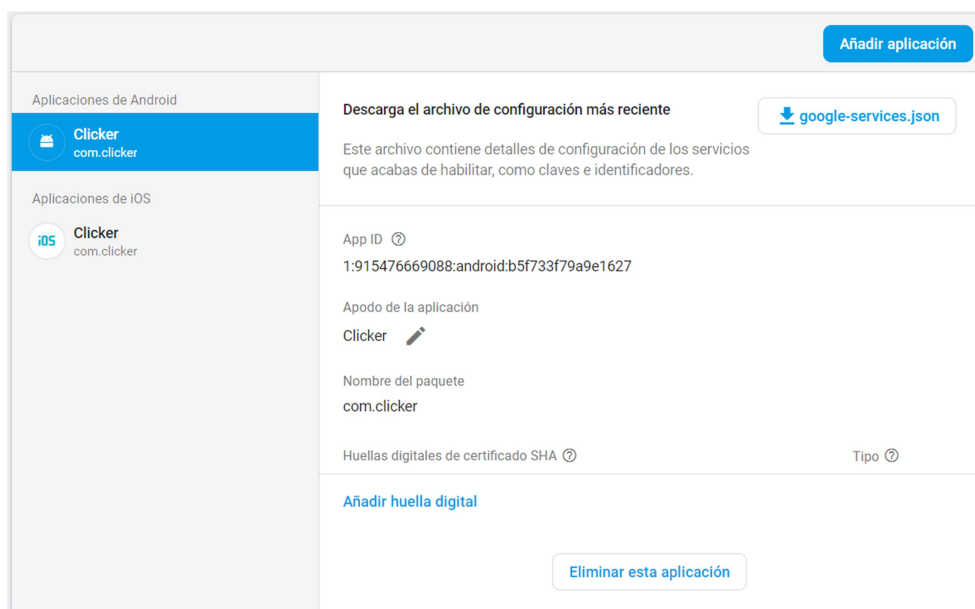 Añadir aplicación
Aplicaciones de Android
Clicker
com.clicker
Aplicaciones de iOS
iOS
Clicker
com.clicker
Descarga el archivo de configuración más reciente
google-services.json
Este archivo contiene detalles de configuración de los servicios
que acabas de habilitar, como claves e identificadores.
App ID
1:915476669088:android:b5f733f79a9e1627
Apodo de la aplicación
Clicker
Nombre del paquete
com.clicker
Huellas digitales de certificado SHA
Tipo
Añadir huella digital
Eliminar esta aplicación